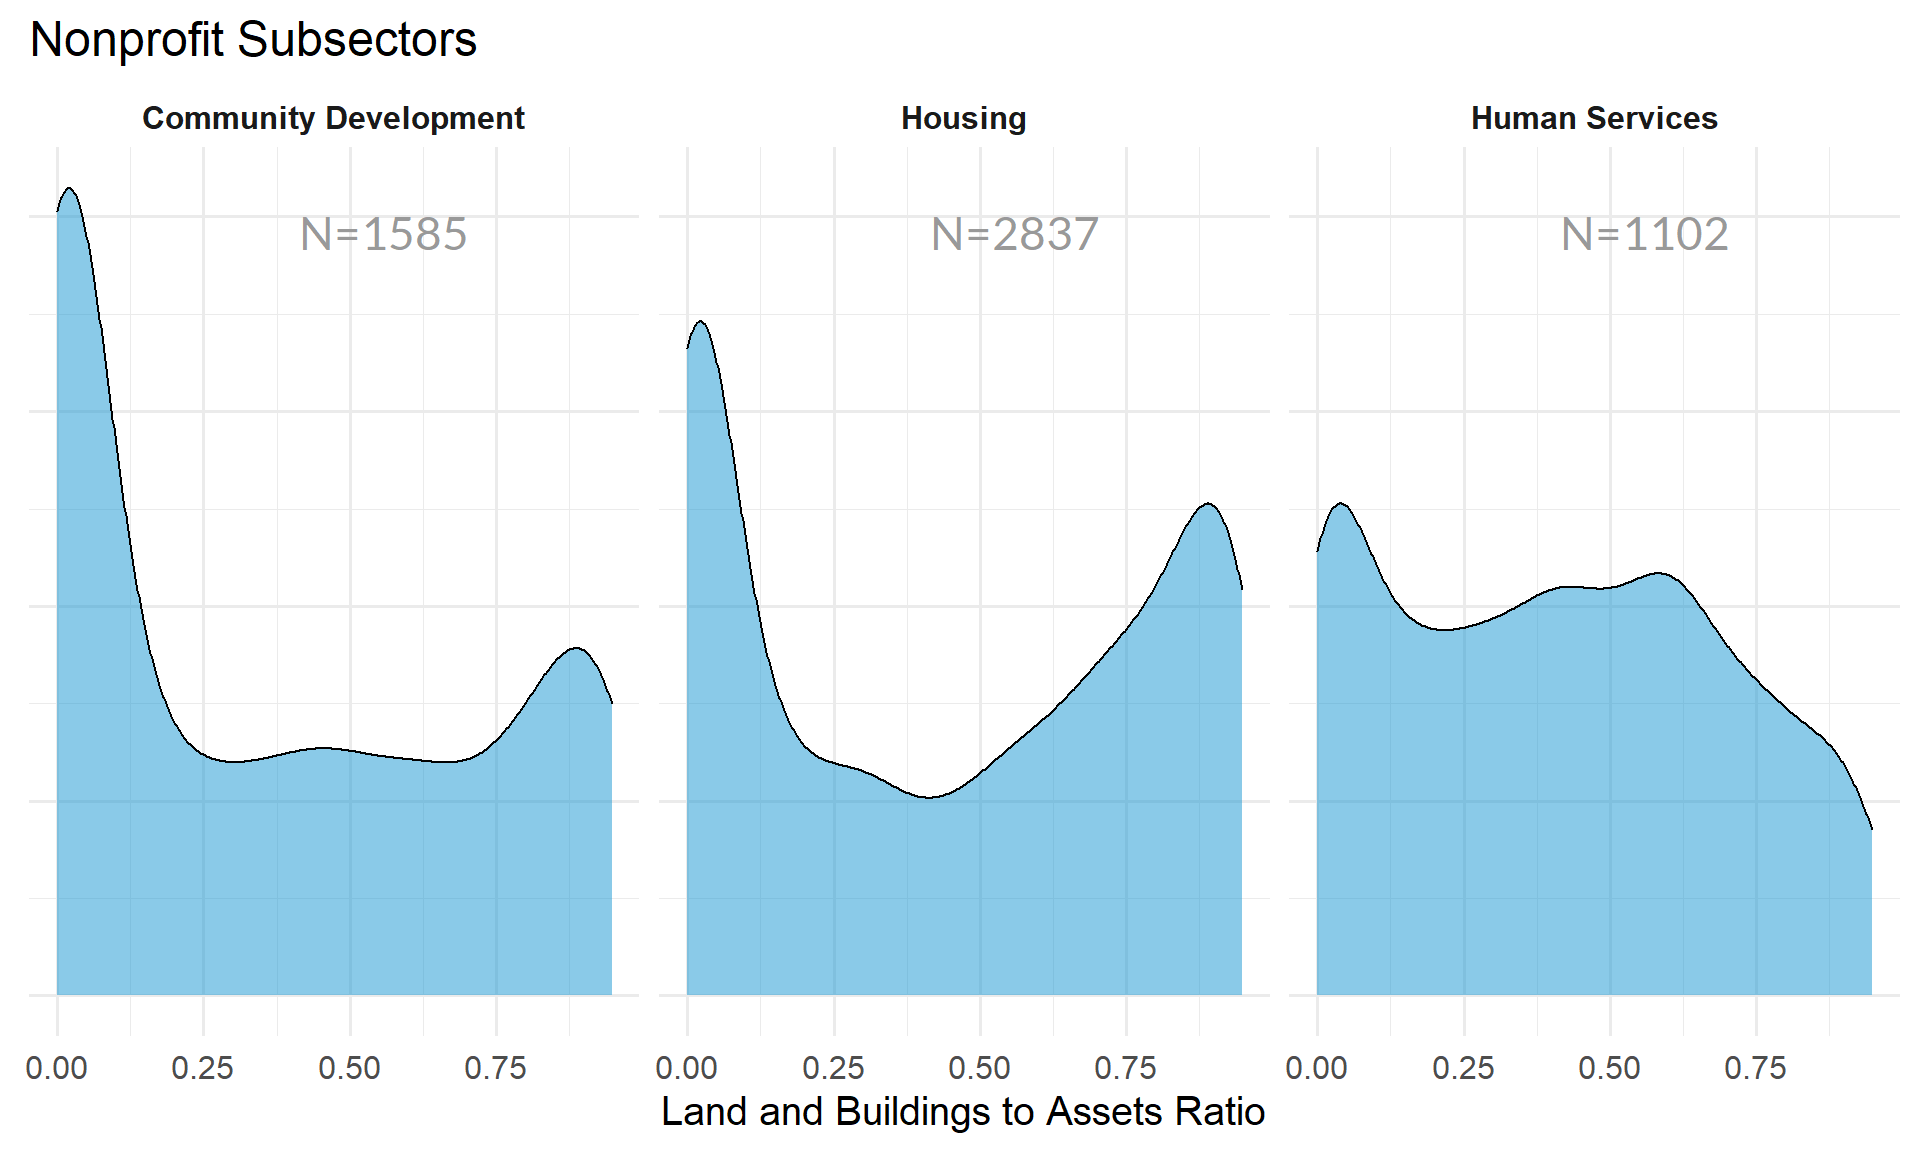 Nonprofit Subsectors
Community Development
Housing
Human Services
N=1585
N=2837
N=1102
0.00 0.25 0.50 0.75
0.00 0.25 0.50 0.75
0.00 0.25 0.50 0.75
Land and Buildings to Assets Ratio